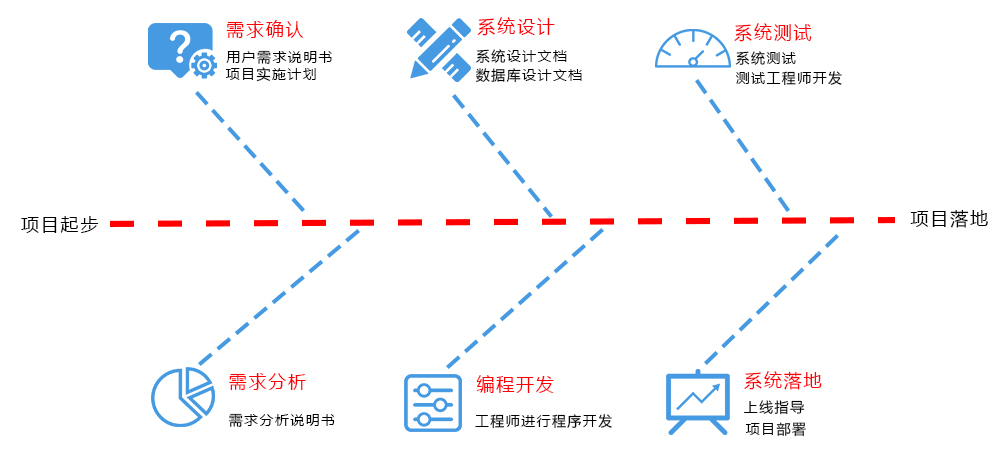 需求确认
用户需求说明书
项目实施计划
系统设计
系统设计文档
数据库设计文档
系统测试
系统测试
测试工程师开发
项目起步
项目落地
需求分析
需求分析说明书
编程开发
工程师进行程序开发
系统落地
上线指导
项目部署